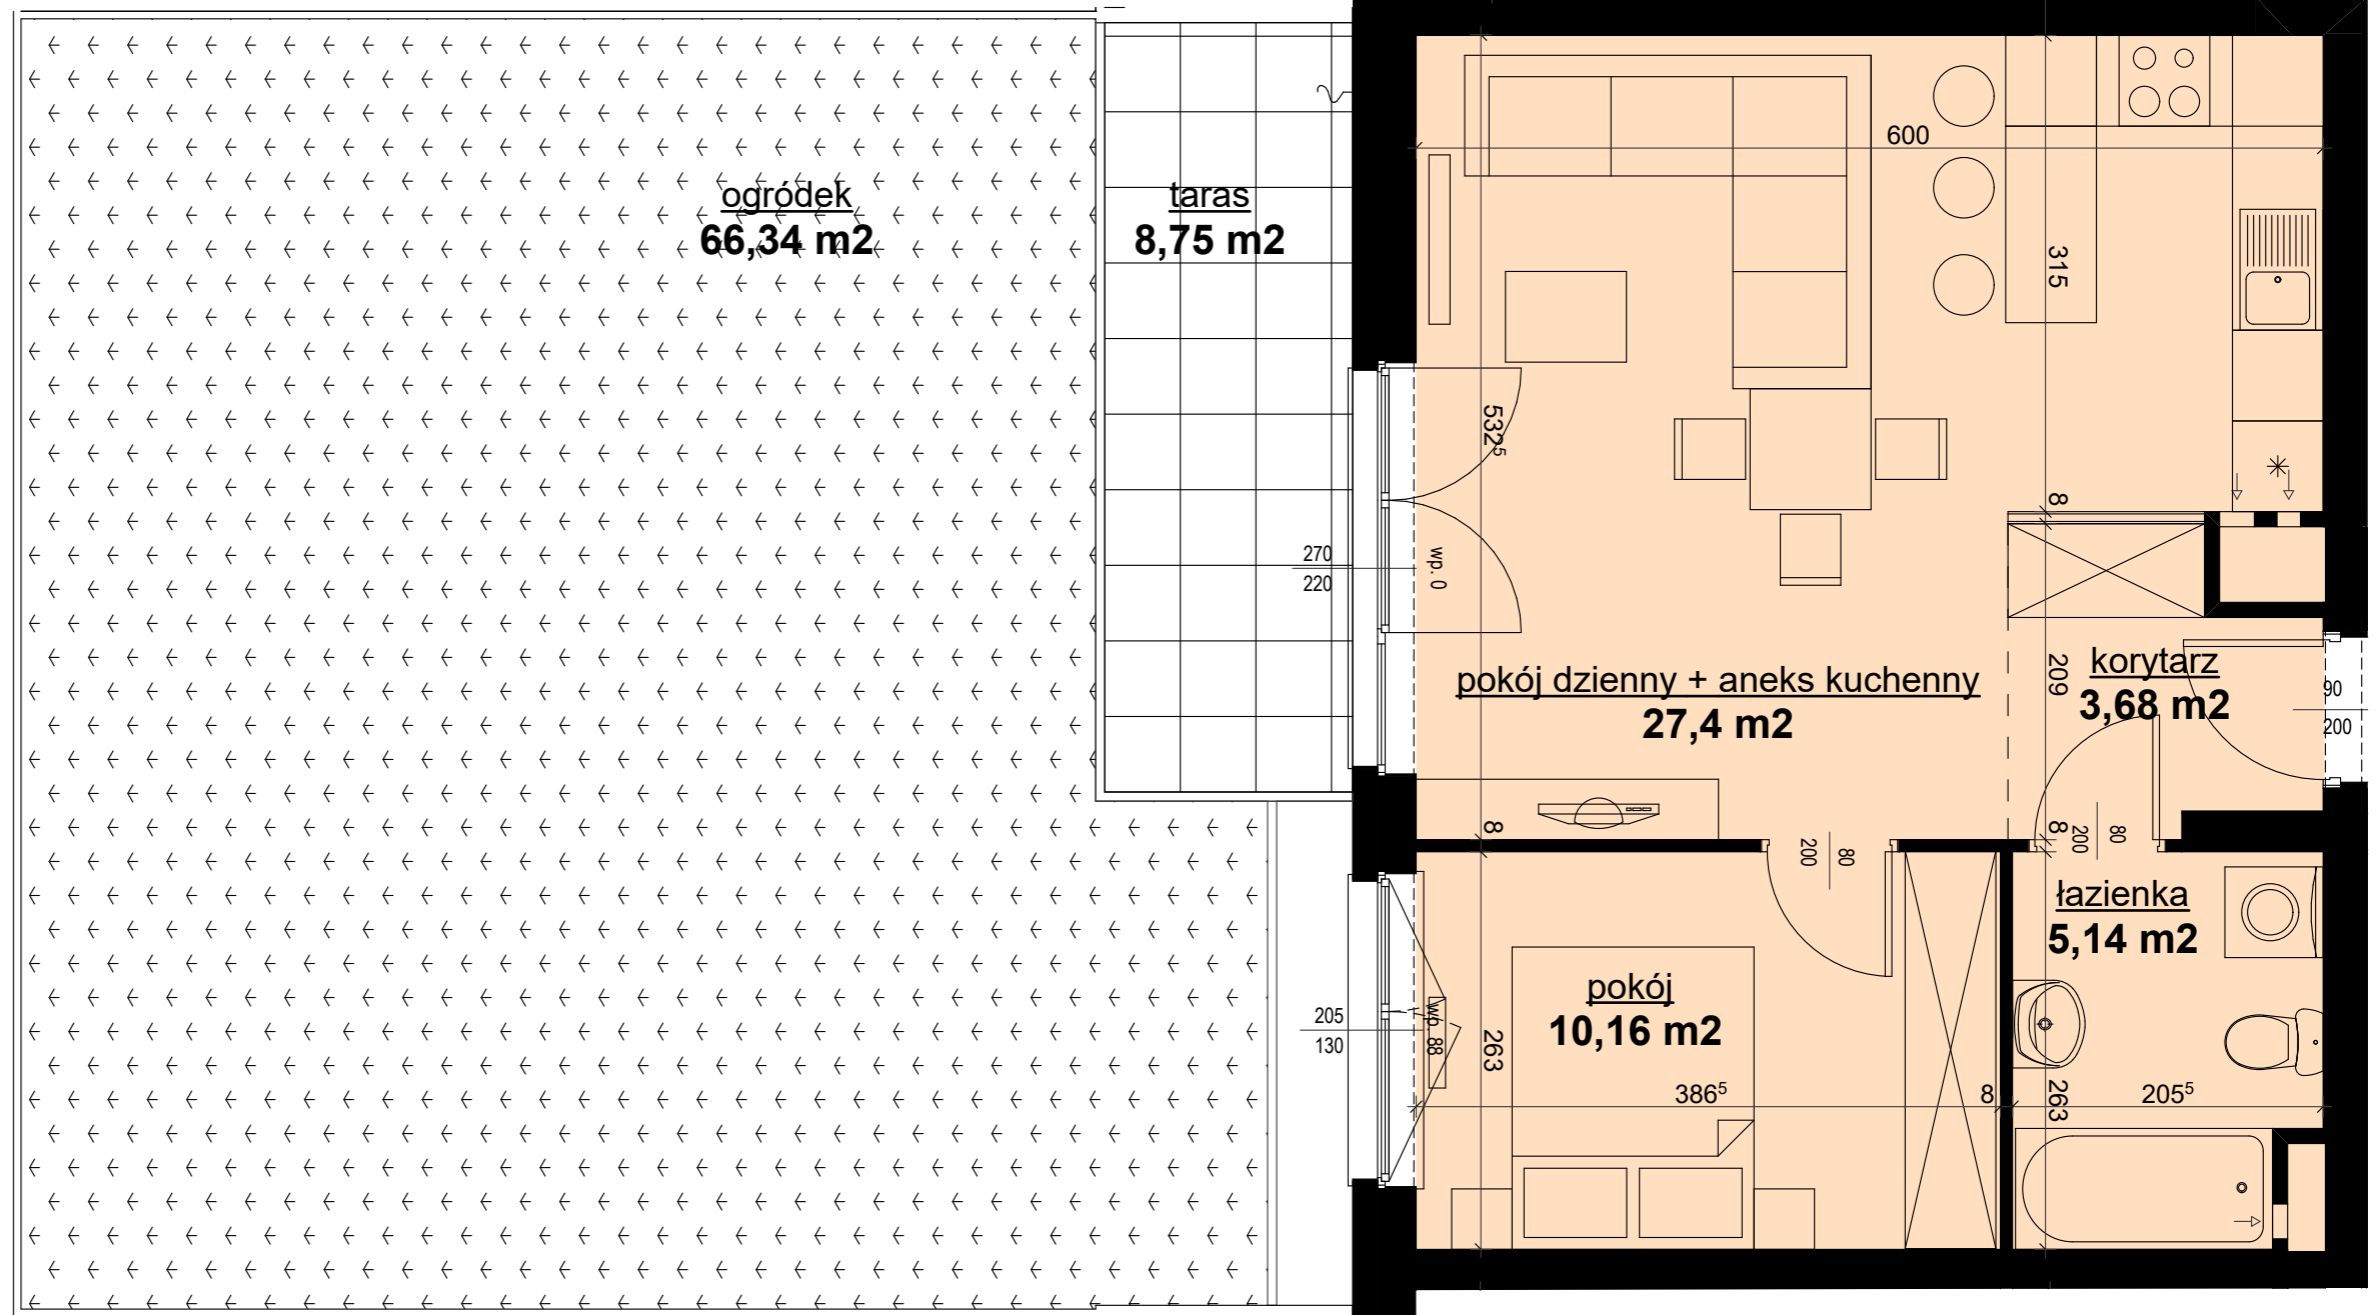 ogródek
66,34 m2
taras
8,75 m2
600
315
532⁵
8
270
220
wp. 0
pokój dzienny + aneks kuchenny
27,4 m2
209
korytarz
3,68 m2
90
200
8
8
200
80
200
80
łazienka
5,14 m2
pokój
10,16 m2
205
130
wp. 88
263
386⁵
8
263
205⁵